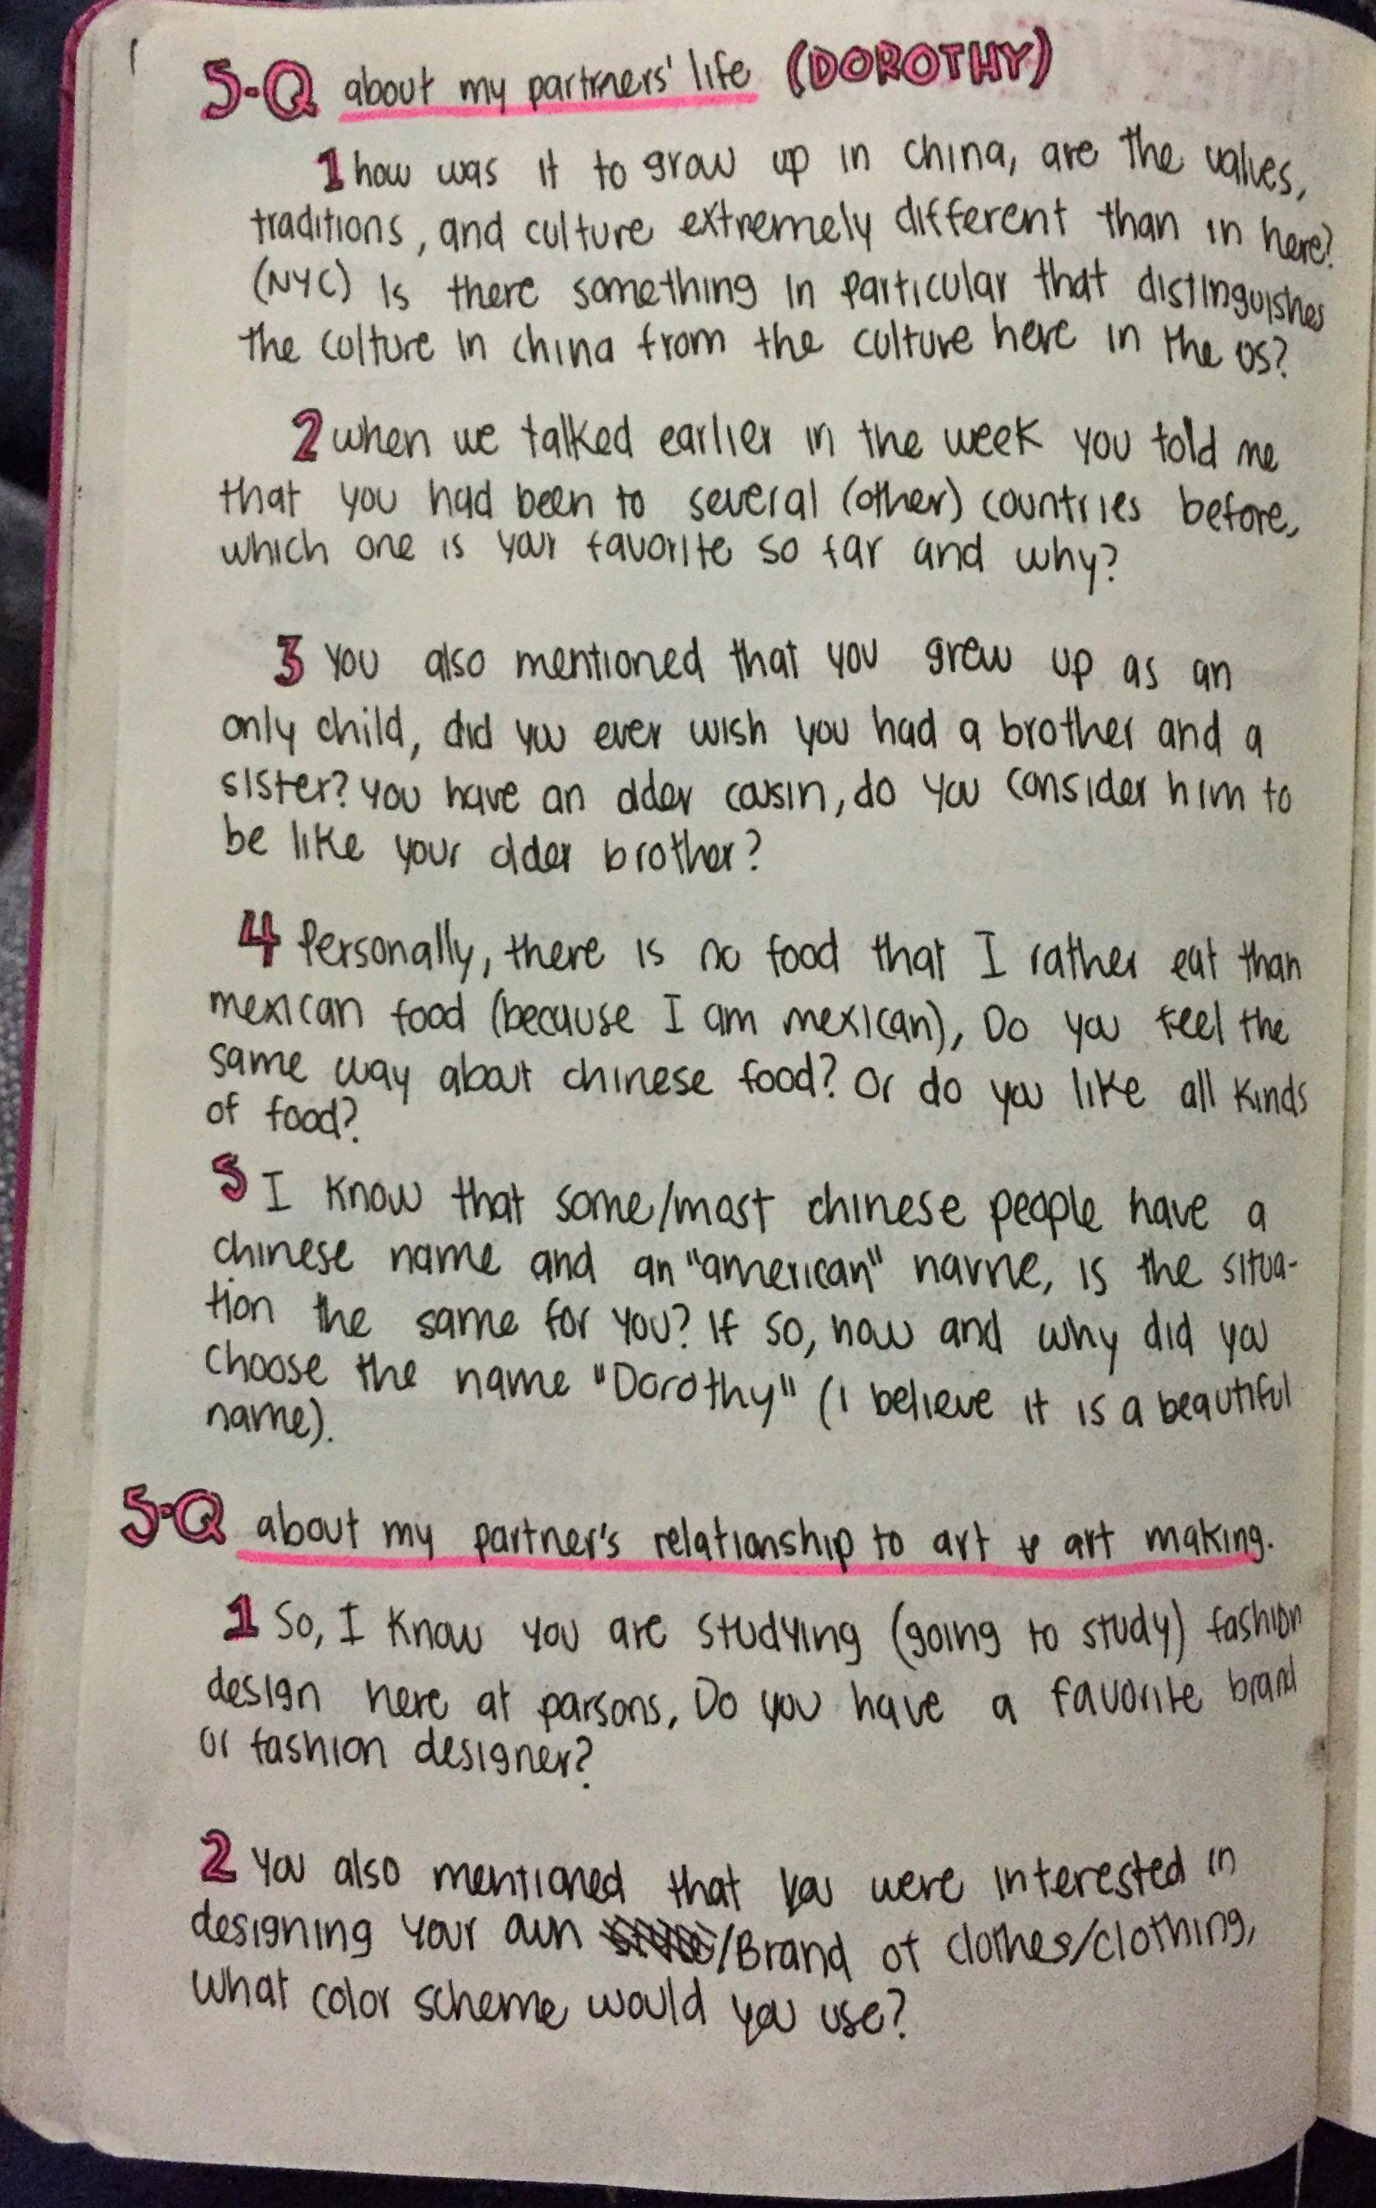 5-Q about my partners' life (DOROTHY)
1 how was it to grow up in china, are the values,
traditions, and culture extremely different than in here?
(NYC) Is there something in particular that distinguishes
the culture in china from the culture here in the US?
2 when we talked earlier in the week you told me
that you had been to several (other) countries before,
which one is your favorite so far and why?
3 You also mentioned that you grew up as an
only child, did you ever wish you had a brother and a
sister? you have an older cousin, do you consider him to
be like your older brother?
4 Personally, there is no food that I rather eat than
mexican food (because I am mexican), Do you feel the
same way about chinese food? Or do you like all kinds
of food?
5 I know that some/most chinese people have a
chinese name and an "american" name, is the situa-
tion the same for you? If so, how and why did you
choose the name "Dorothy" (I believe it is a beautiful
name).
5-Q about my partner's relationship to art & art making.
1 So, I know you are studying (going to study) fashion
design here at parsons, Do you have a favorite brand
or fashion designer?
2 You also mentioned that you were interested in
designing your own /Brand of clothes/clothing,
what color scheme would you use?